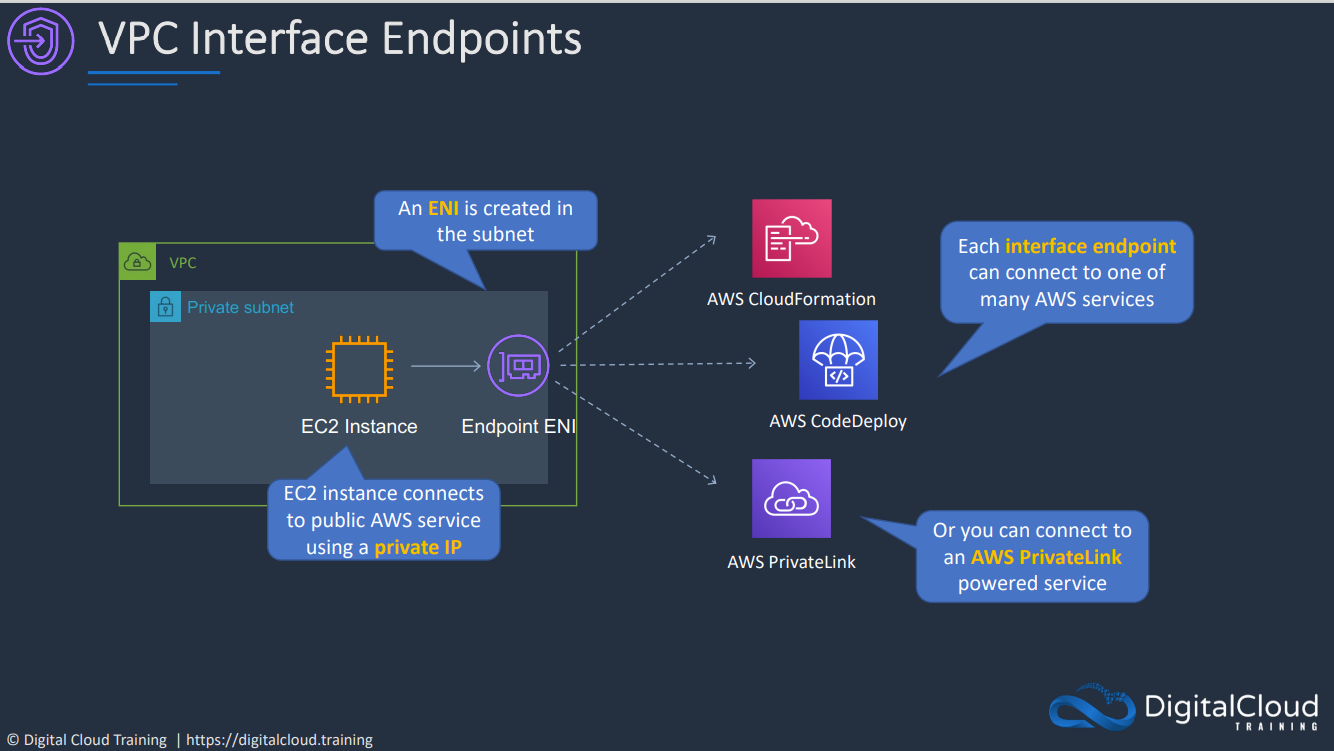 VPC Interface Endpoints
An ENI is created in
the subnet
VPC
Private subnet
EC2 Instance
Endpoint ENI
EC2 instance connects
to public AWS service
using a private IP
AWS CloudFormation
AWS CodeDeploy
AWS PrivateLink
Each interface endpoint
can connect to one of
many AWS services
Or you can connect to
an AWS PrivateLink
powered service
DigitalCloud
TRAINING
© Digital Cloud Training | https://digitalcloud.training